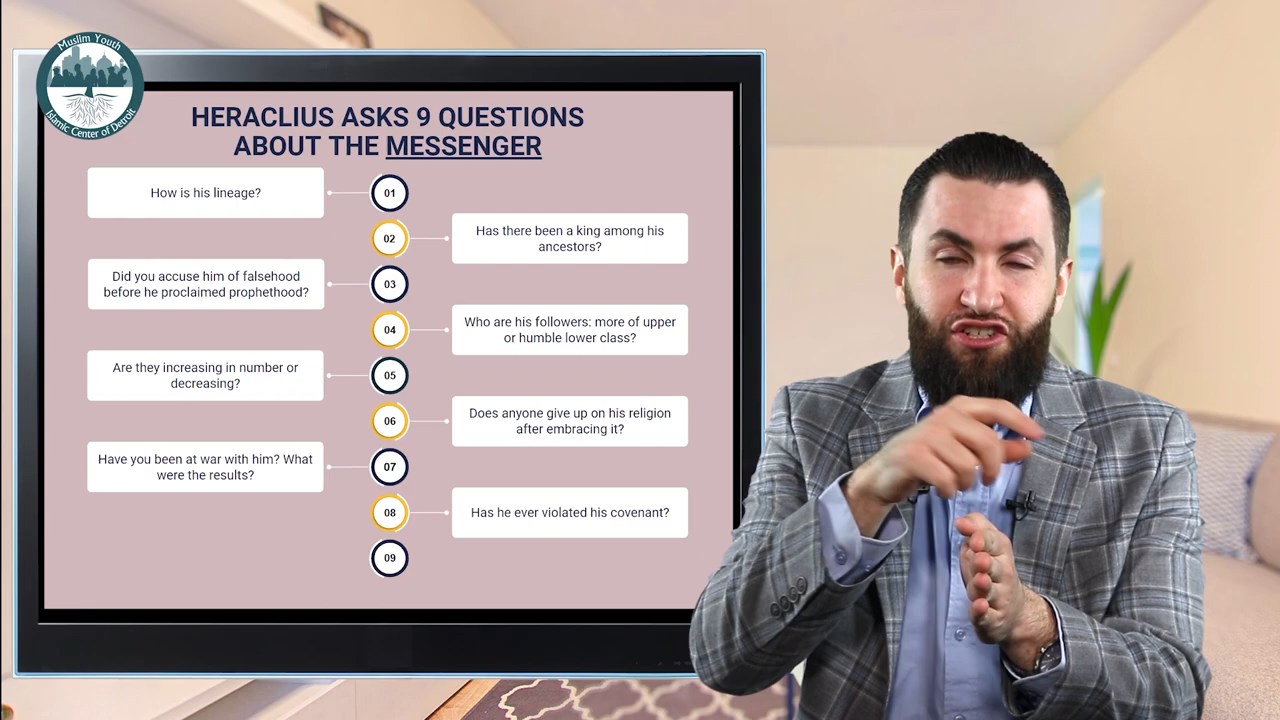 Muslim Youth
Islamic Center of Detroit
HERACLIUS ASKS 9 QUESTIONS
ABOUT THE MESSENGER
How is his lineage?
01
02
Has there been a king among his
ancestors?
Did you accuse him of falsehood
before he proclaimed prophethood?
03
04
Who are his followers: more of upper
or humble lower class?
Are they increasing in number or
decreasing?
05
06
Does anyone give up on his religion
after embracing it?
Have you been at war with him? What
were the results?
07
08
Has he ever violated his covenant?
09